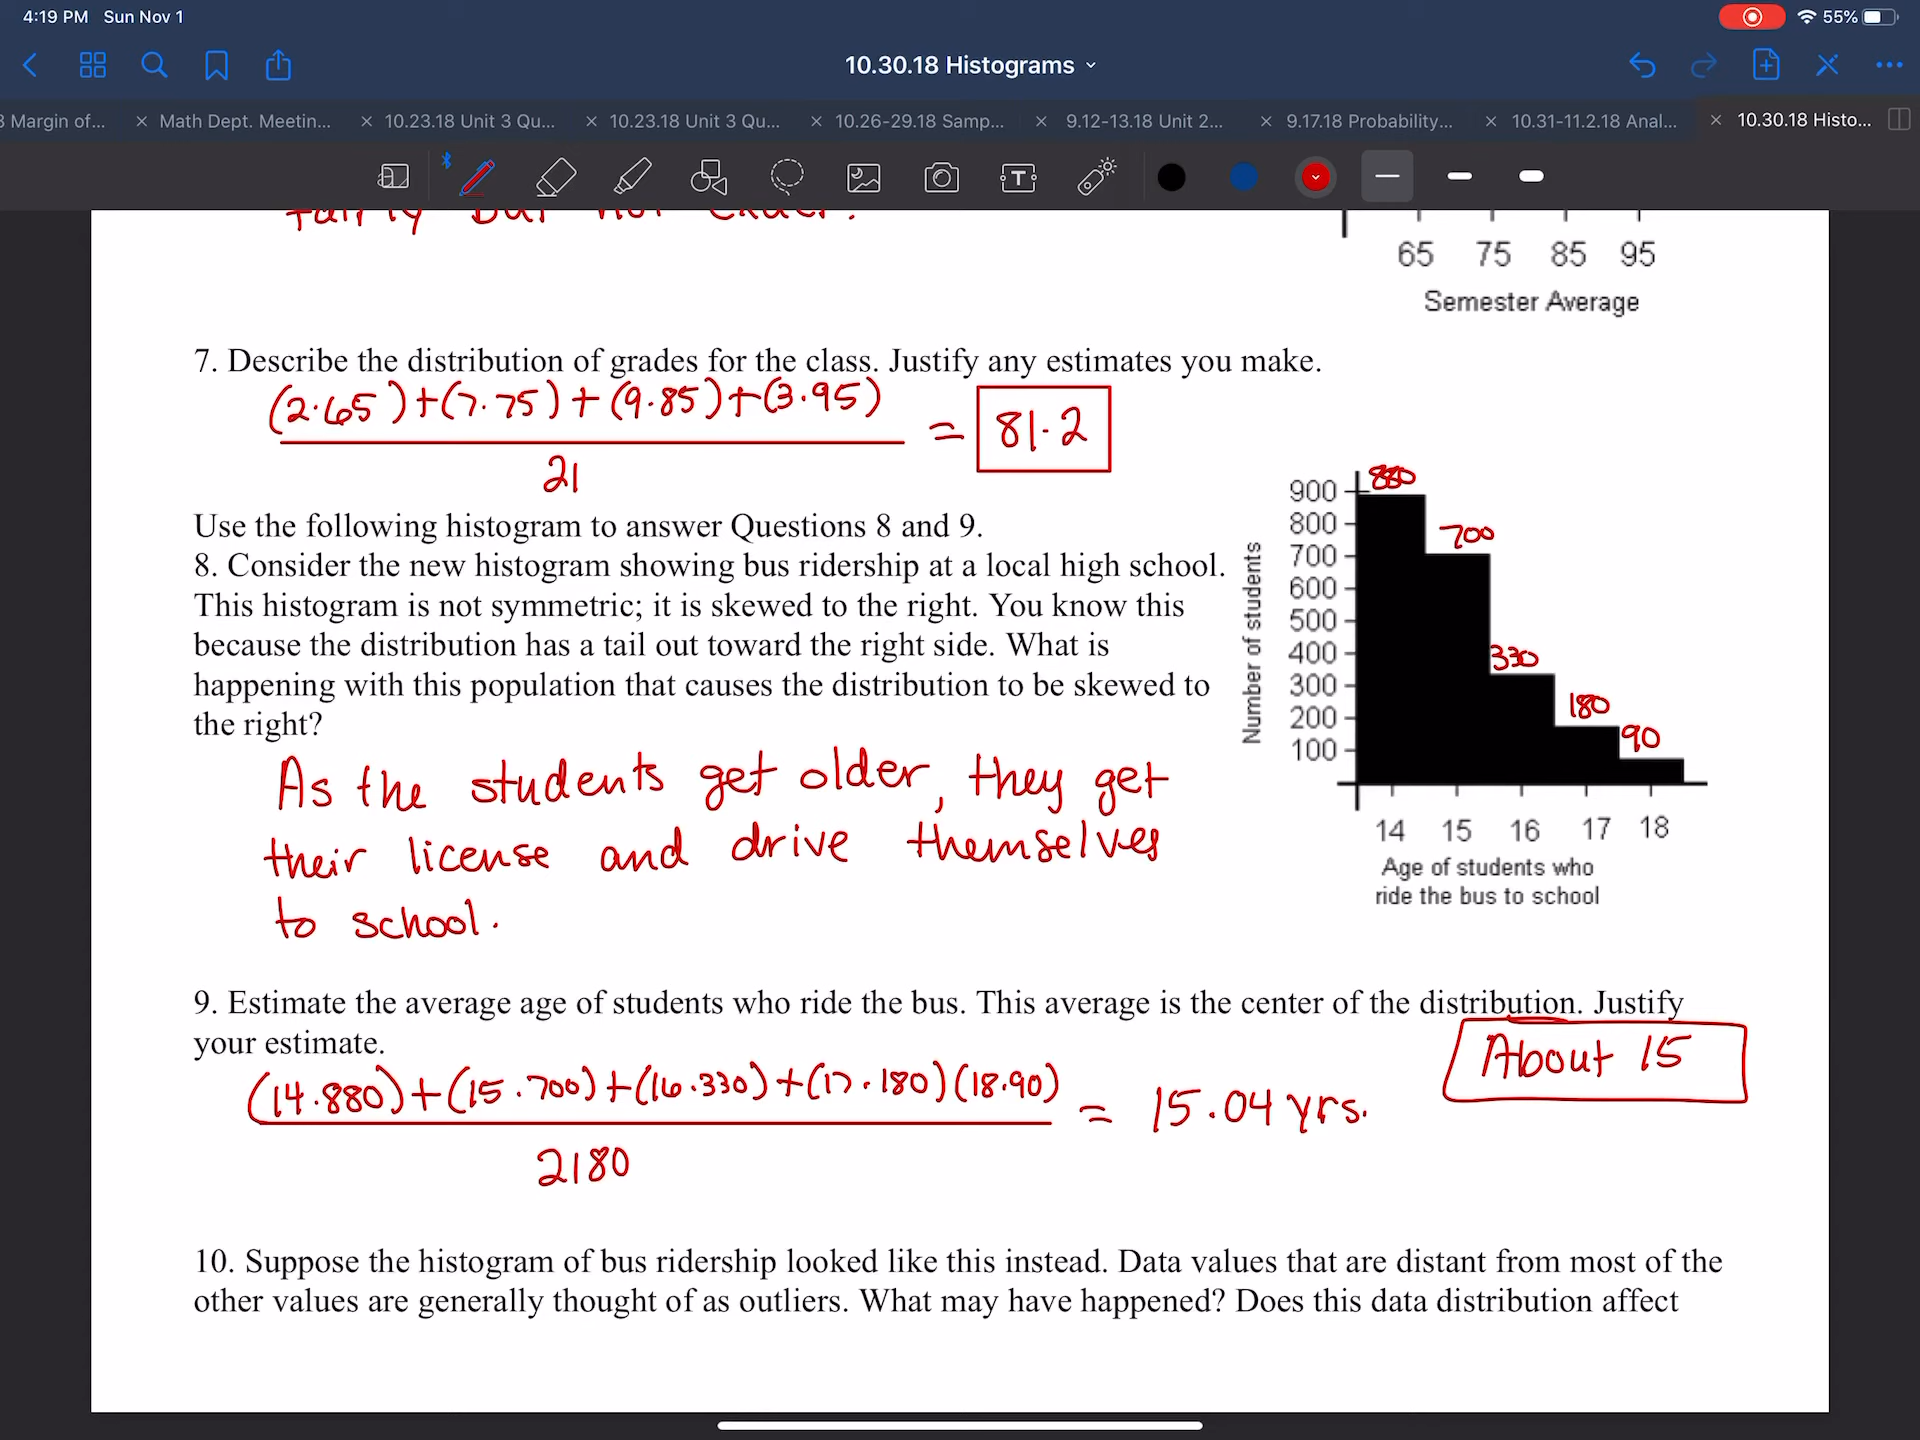 4:19 PM Sun Nov 1
55%
10.30.18 Histograms
3 Margin of...
Math Dept. Meetin...
10.23.18 Unit 3 Qu...
10.23.18 Unit 3 Qu...
10.26-29.18 Samp...
9.12-13.18 Unit 2...
9.17.18 Probability...
10.31-11.2.18 Anal...
10.30.18 Histo...
65 75 85 95
Semester Average
7. Describe the distribution of grades for the class. Justify any estimates you make.
(2·65)+(7·75)+(9·85)+(3·95)
21
= 81.2
Use the following histogram to answer Questions 8 and 9.
8. Consider the new histogram showing bus ridership at a local high school.
This histogram is not symmetric; it is skewed to the right. You know this
because the distribution has a tail out toward the right side. What is
happening with this population that causes the distribution to be skewed to
the right?
As the students get older, they get
their license and drive themselves
to school.
Number of students
900
800
700
600
500
400
300
200
100
880
700
330
180
90
14 15 16 17 18
Age of students who
ride the bus to school
9. Estimate the average age of students who ride the bus. This average is the center of the distribution. Justify
your estimate.
About 15
(14·880)+(15·700)+(16·330)+(17·180)(18·90)
2180
= 15.04 yrs.
10. Suppose the histogram of bus ridership looked like this instead. Data values that are distant from most of the
other values are generally thought of as outliers. What may have happened? Does this data distribution affect